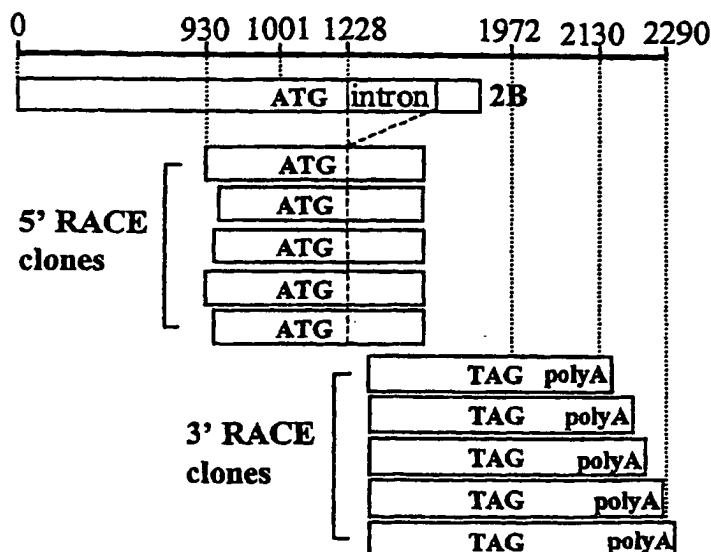 0 930 1001 1228 1972 2130 2290
ATG intron 2B
ATG
ATG
5' RACE
clones
ATG
ATG
ATG
TAG polyA
TAG polyA
3' RACE
clones
TAG polyA
TAG polyA
TAG polyA